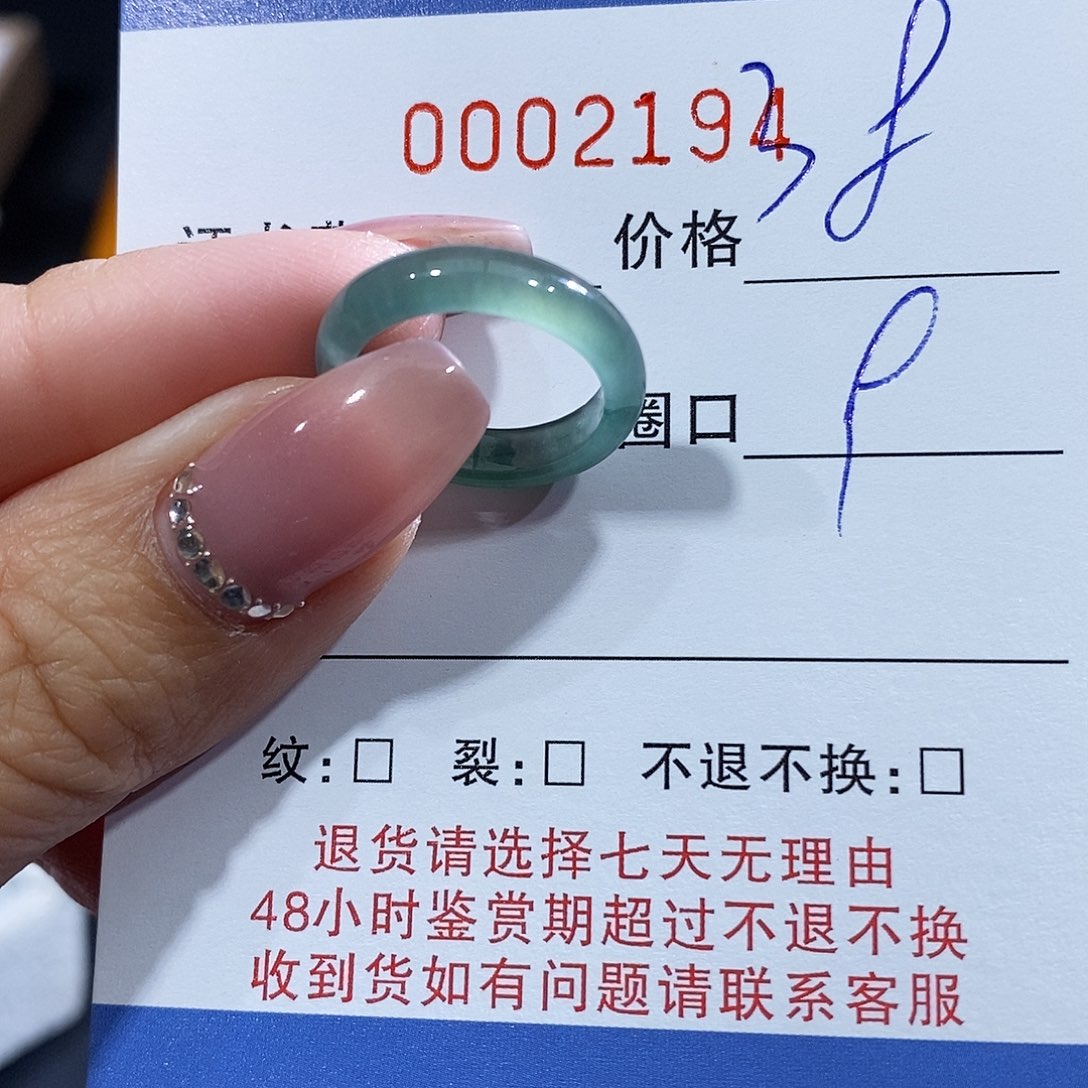 0002194
价格 38
圈口 9
纹:□ 裂:□ 不退不换:□
退货请选择七天无理由
48小时鉴赏期超过不退不换
收到货如有问题请联系客服